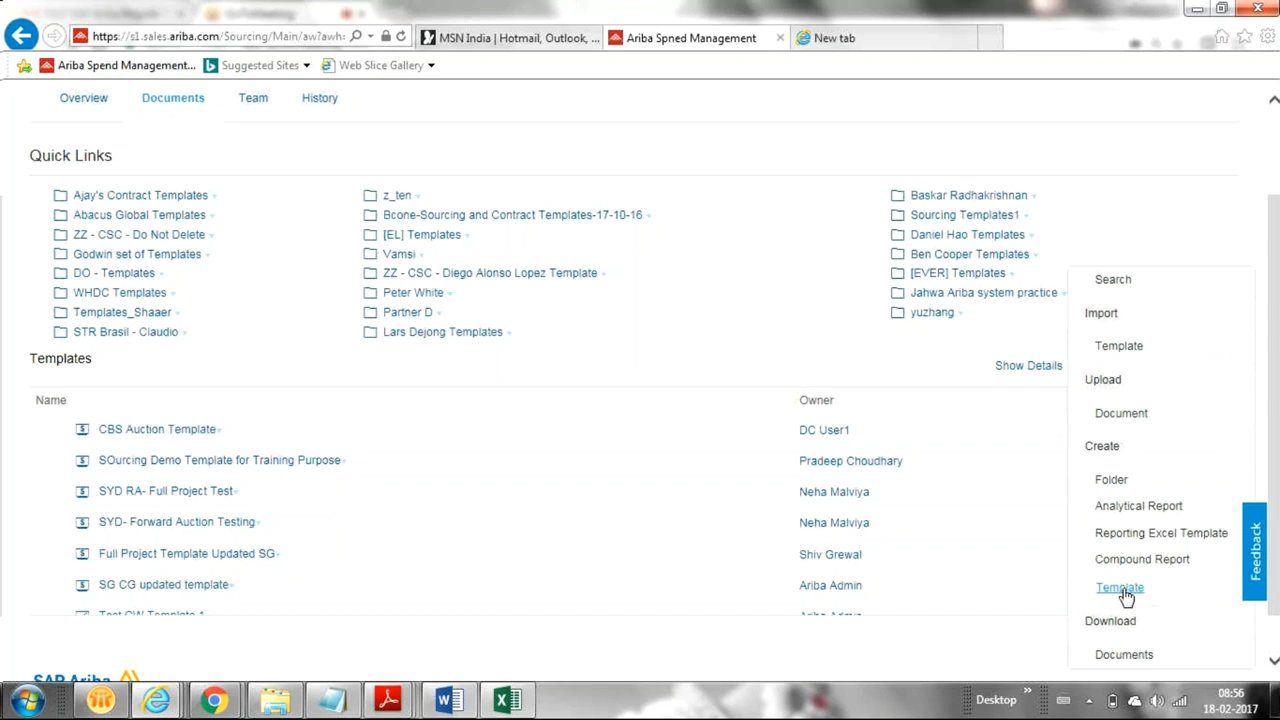 https://s1.sales.ariba.com/Sourcing/Main/aw?awh:
MSN India | Hotmail, Outlook, ...
Ariba Spned Management
New tab
Ariba Spend Management...
Suggested Sites
Web Slice Gallery
Overview
Documents
Team
History
Quick Links
Ajay's Contract Templates
z_ten
Baskar Radhakrishnan
Abacus Global Templates
Bcone-Sourcing and Contract Templates-17-10-16
Sourcing Templates1
ZZ - CSC - Do Not Delete
[EL] Templates
Daniel Hao Templates
Godwin set of Templates
Vamsi
Ben Cooper Templates
DO - Templates
ZZ - CSC - Diego Alonso Lopez Template
[EVER] Templates
WHDC Templates
Peter White
Jahwa Ariba system practice
Templates_Shaaer
Partner D
yuzhang
STR Brasil - Claudio
Lars Dejong Templates
Templates
Show Details
Name
Owner
CBS Auction Template
DC User1
SOurcing Demo Template for Training Purpose
Pradeep Choudhary
SYD RA- Full Project Test
Neha Malviya
SYD- Forward Auction Testing
Neha Malviya
Full Project Template Updated SG
Shiv Grewal
SG CG updated template
Ariba Admin
Test CW Template 1
Ariba Admin
Search
Import
Template
Upload
Document
Create
Folder
Analytical Report
Reporting Excel Template
Compound Report
Template
Download
Documents
Feedback
SAP Ariba
Desktop
08:56
18-02-2017